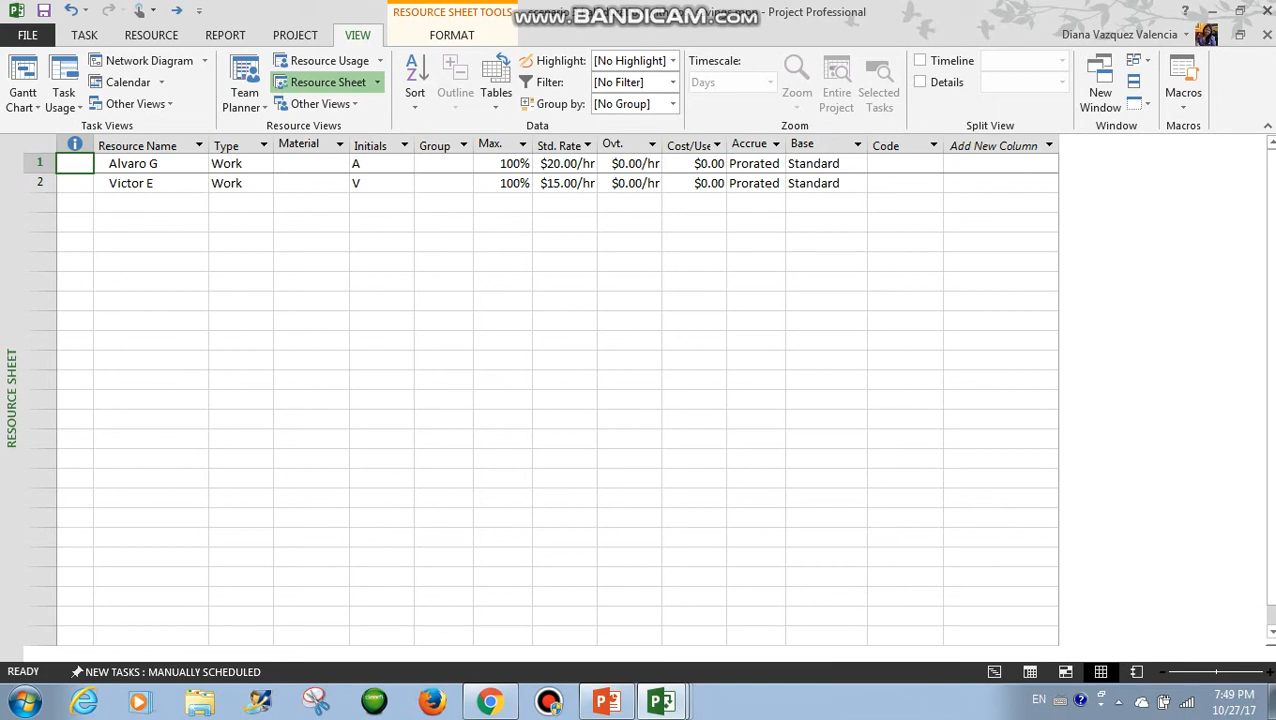 RESOURCE SHEET TOOLS
www.BANDICAM.com
- Project Professional
FILE TASK RESOURCE REPORT PROJECT VIEW FORMAT
Diana Vazquez Valencia
Gantt Chart
Task Usage
Network Diagram
Calendar
Other Views
Task Views
Team Planner
Resource Usage
Resource Sheet
Other Views
Resource Views
Sort
Outline
Tables
Highlight: [No Highlight]
Filter: [No Filter]
Group by: [No Group]
Data
Timescale:
Days
Zoom
Entire Project
Selected Tasks
Zoom
Timeline
Details
Split View
New Window
Window
Macros
Macros
Resource Name Type Material Initials Group Max. Std. Rate Ovt. Cost/Use Accrue Base Code Add New Column
1 Alvaro G Work A 100% $20.00/hr $0.00/hr $0.00 Prorated Standard
2 Victor E Work V 100% $15.00/hr $0.00/hr $0.00 Prorated Standard
RESOURCE SHEET
READY NEW TASKS : MANUALLY SCHEDULED
EN
7:49 PM
10/27/17